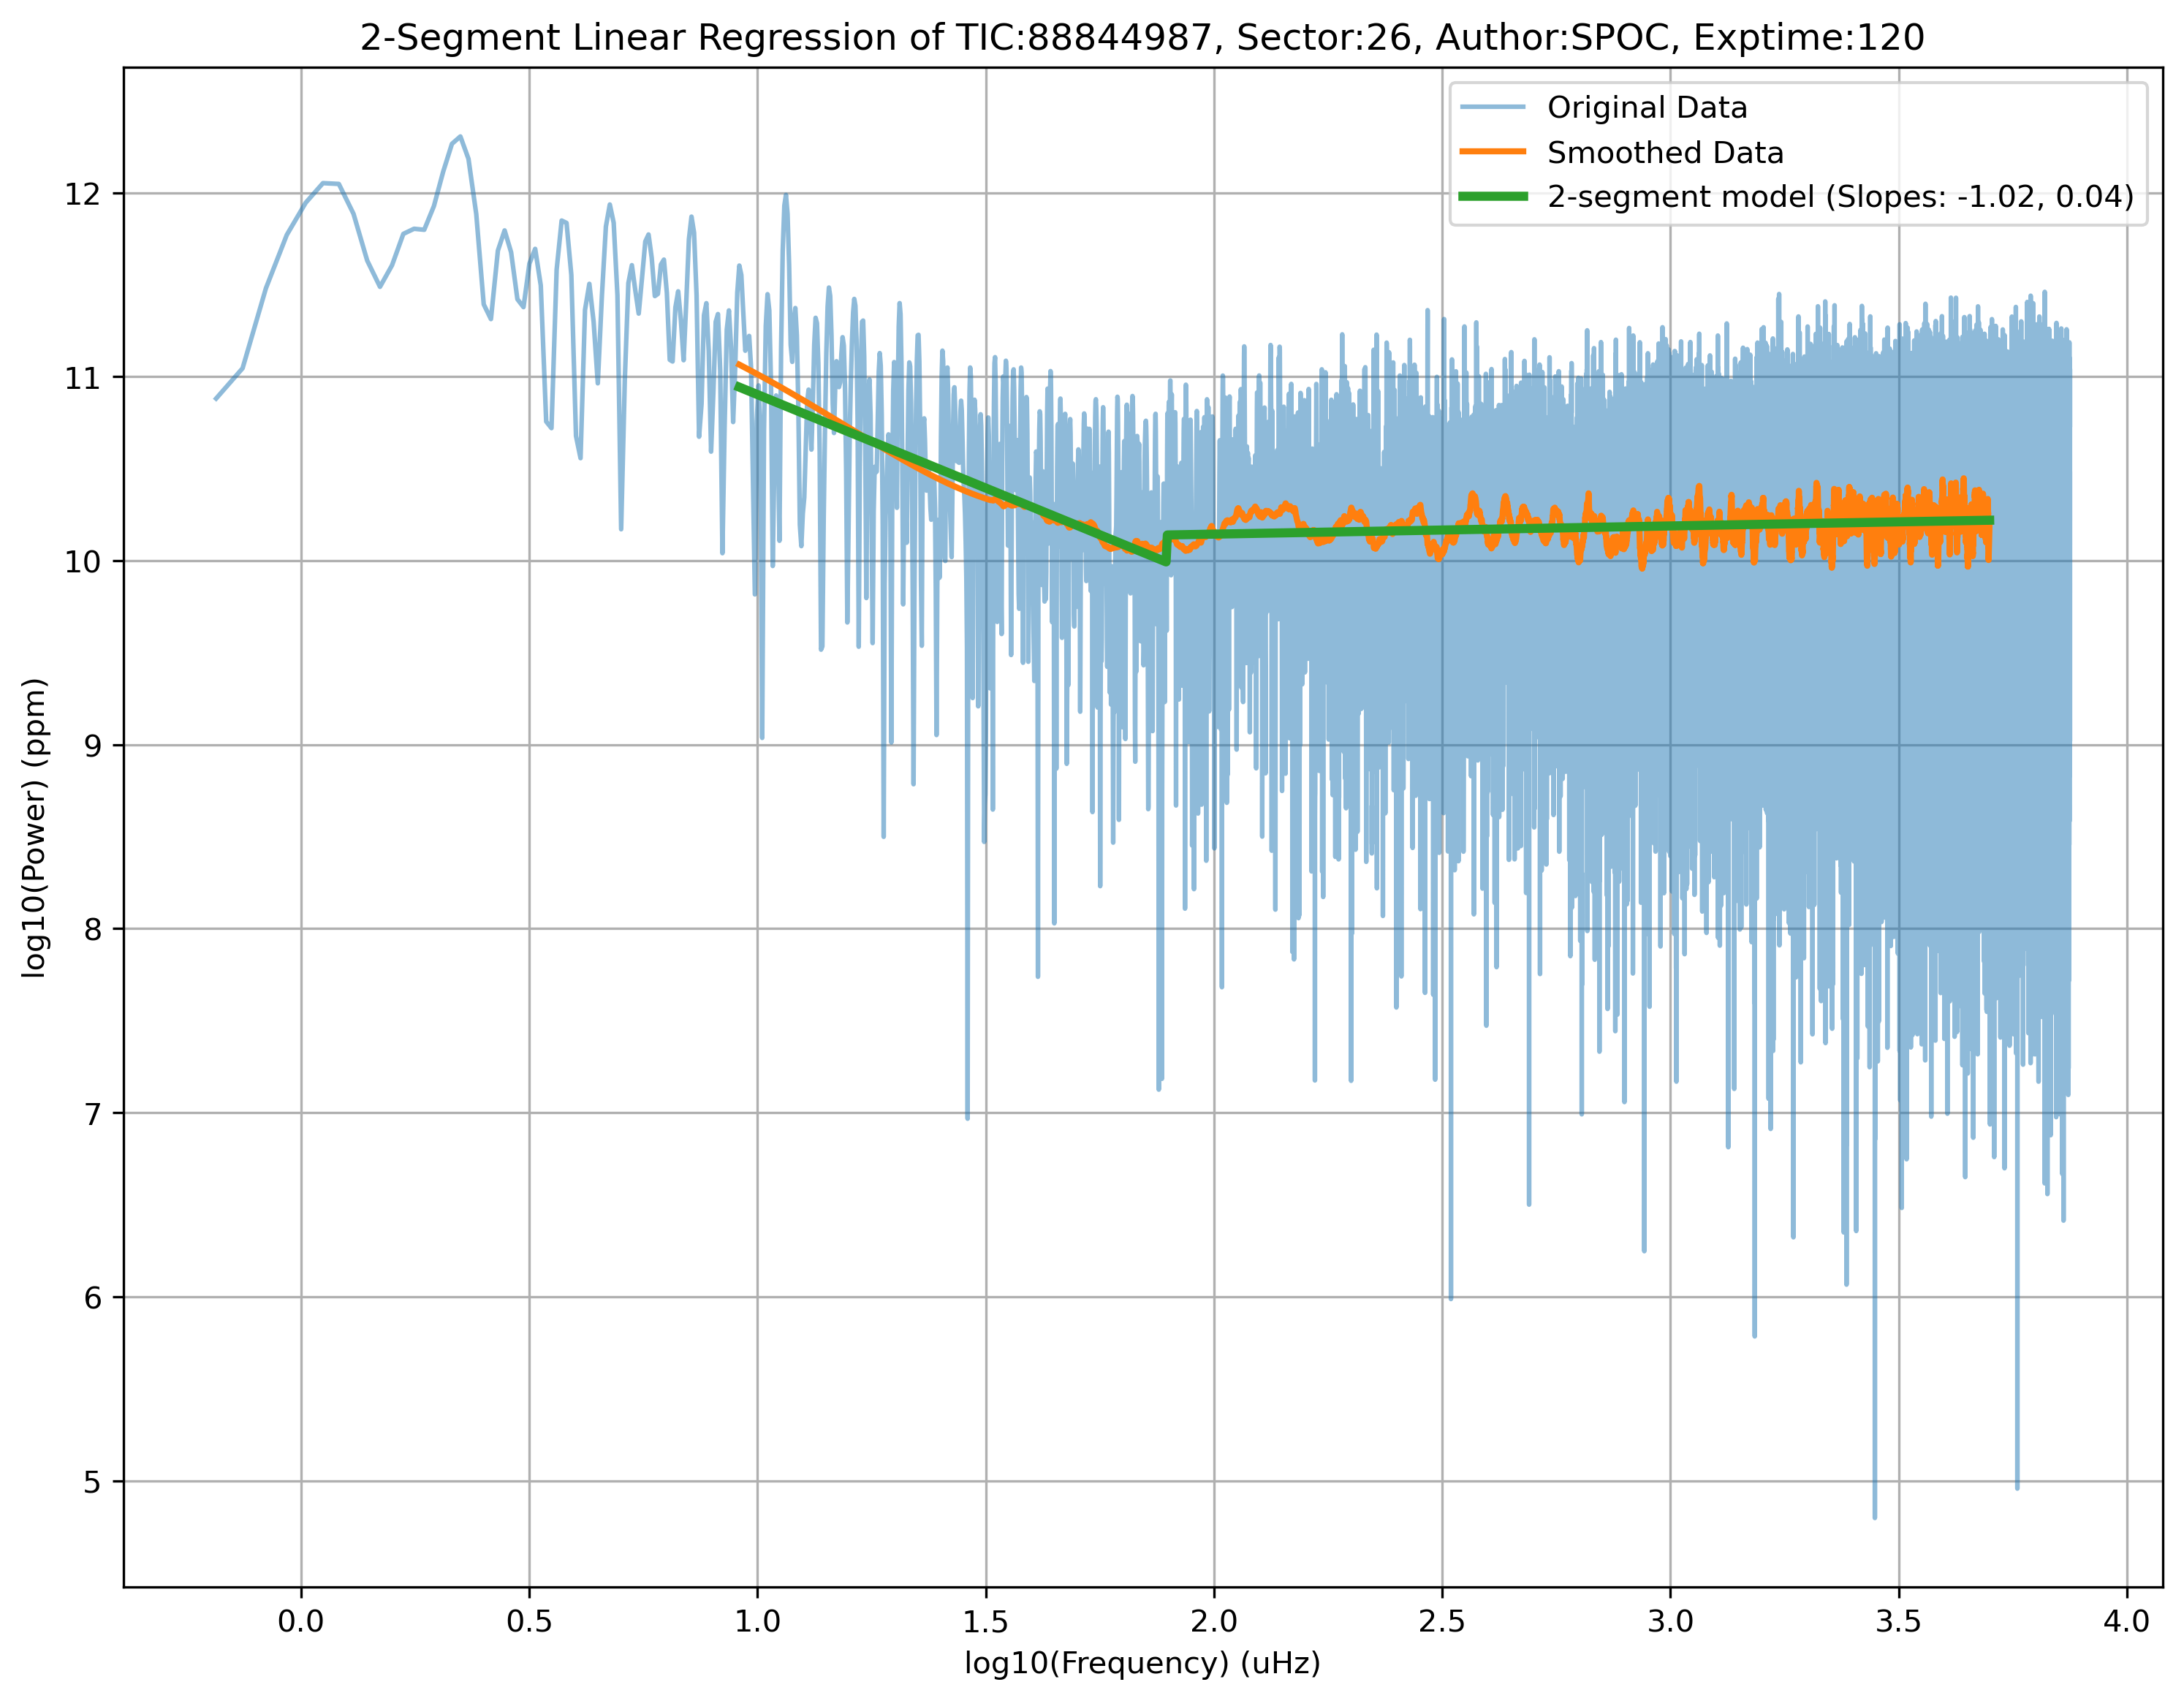 2-Segment Linear Regression of TIC:88844987, Sector:26, Author:SPOC, Exptime:120
Original Data
Smoothed Data
2-segment model (Slopes: -1.02, 0.04)
log10(Power) (ppm)
12
11
10
9
8
7
6
5
0.0 0.5 1.0 1.5 2.0 2.5 3.0 3.5 4.0
log10(Frequency) (uHz)